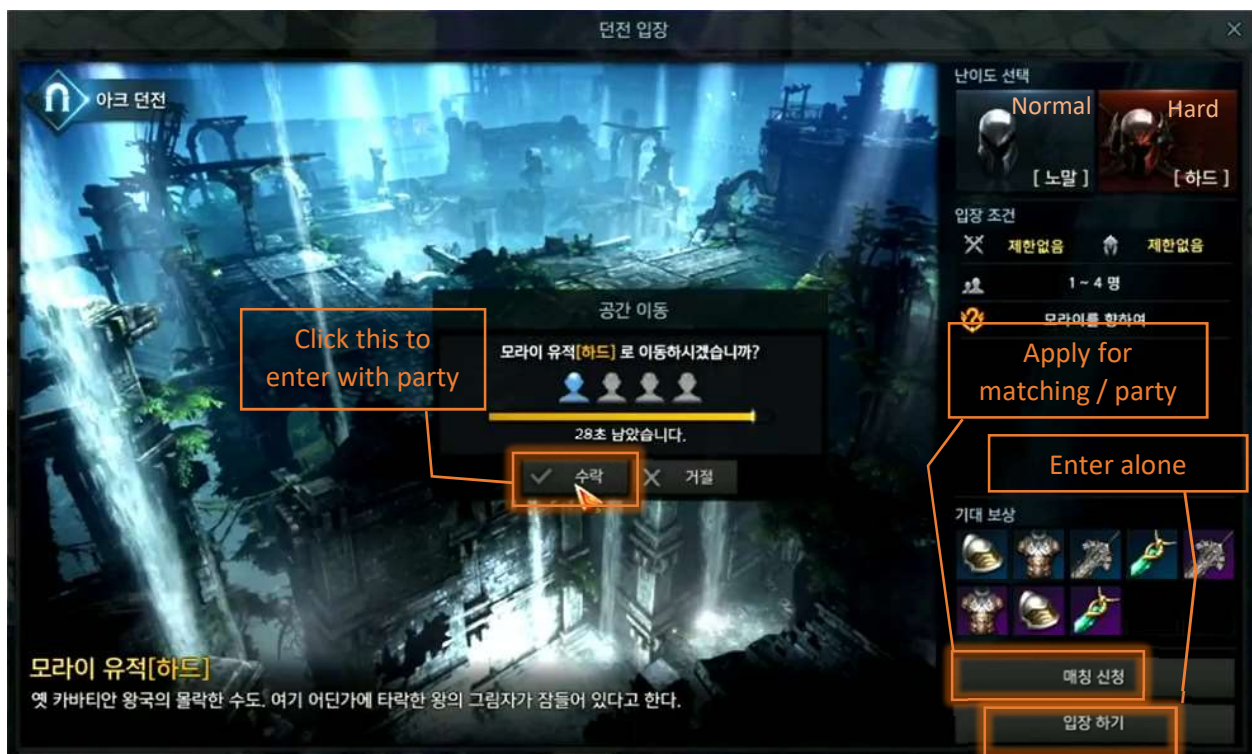 던전 입장
아크 던전
난이도 선택
Normal
Hard
[ 노말 ]
[ 하드 ]
입장 조건
제한없음
제한없음
1 ~ 4 명
모라이를 향하여
공간 이동
모라이 유적[하드] 로 이동하시겠습니까?
28초 남았습니다.
수락
거절
Click this to
enter with party
Apply for
matching / party
Enter alone
기대 보상
매칭 신청
입장 하기
모라이 유적[하드]
옛 카바티안 왕국의 몰락한 수도. 여기 어딘가에 타락한 왕의 그림자가 잠들어 있다고 한다.